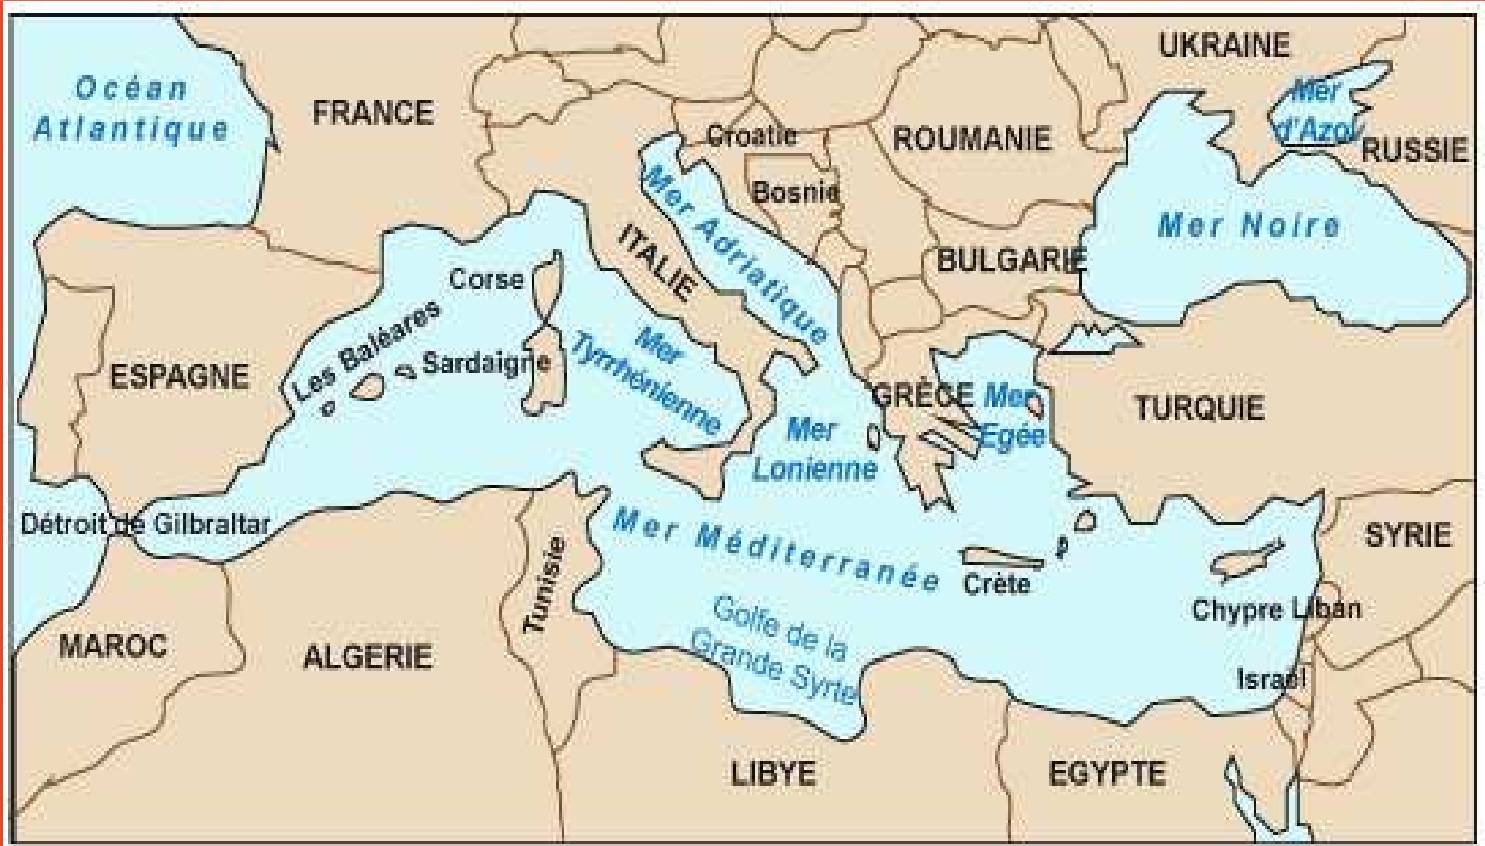 UKRAINE
Océan
Atlantique
FRANCE
Mer
d'Azov
Croatie
ROUMANIE
RUSSIE
Bosnie
Mer Adriatique
Mer Noire
ITALIE
BULGARIE
Corse
Les Baléares
Sardaigne
Mer
Tyrrhénienne
ESPAGNE
GRÈCE
Mer
Egée
TURQUIE
Mer
Lonienne
Détroit de Gilbraltar
Mer Méditerranée
SYRIE
Tunisie
Crète
Chypre
Liban
Golfe de la
Grande Syrte
MAROC
ALGERIE
Israël
LIBYE
EGYPTE